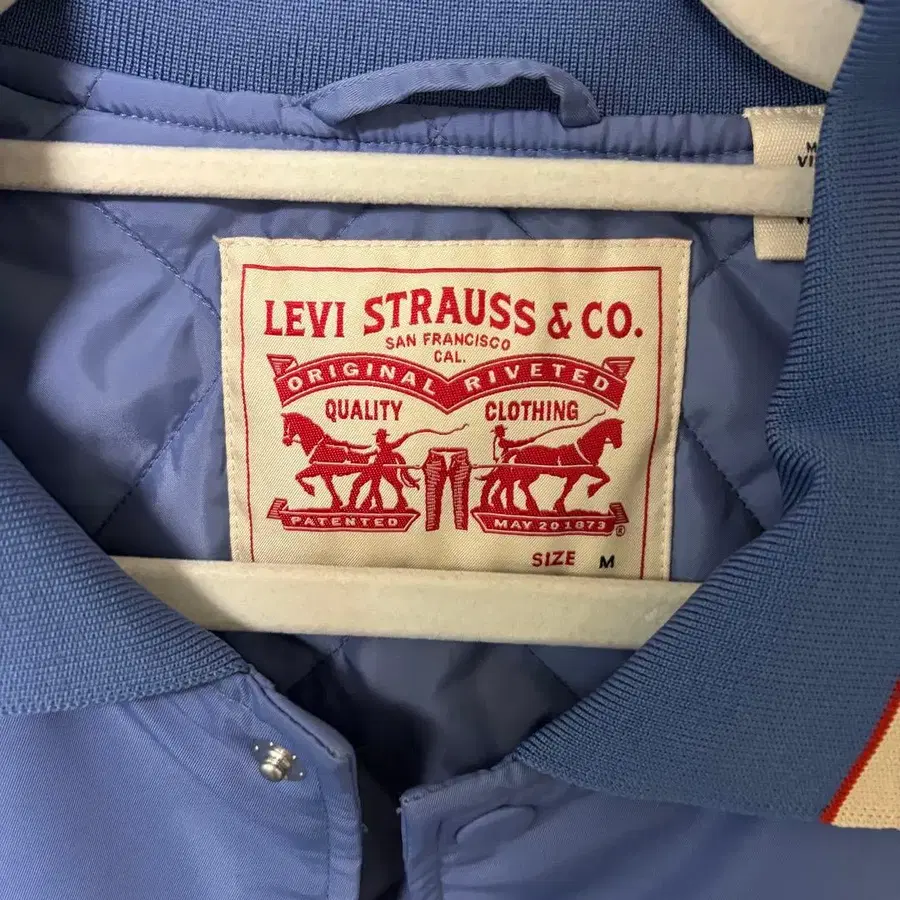 LEVI STRAUSS & CO.
SAN FRANCISCO
CAL.
ORIGINAL RIVETED
QUALITY CLOTHING
PATENTED MAY 20 1873 ®
SIZE M